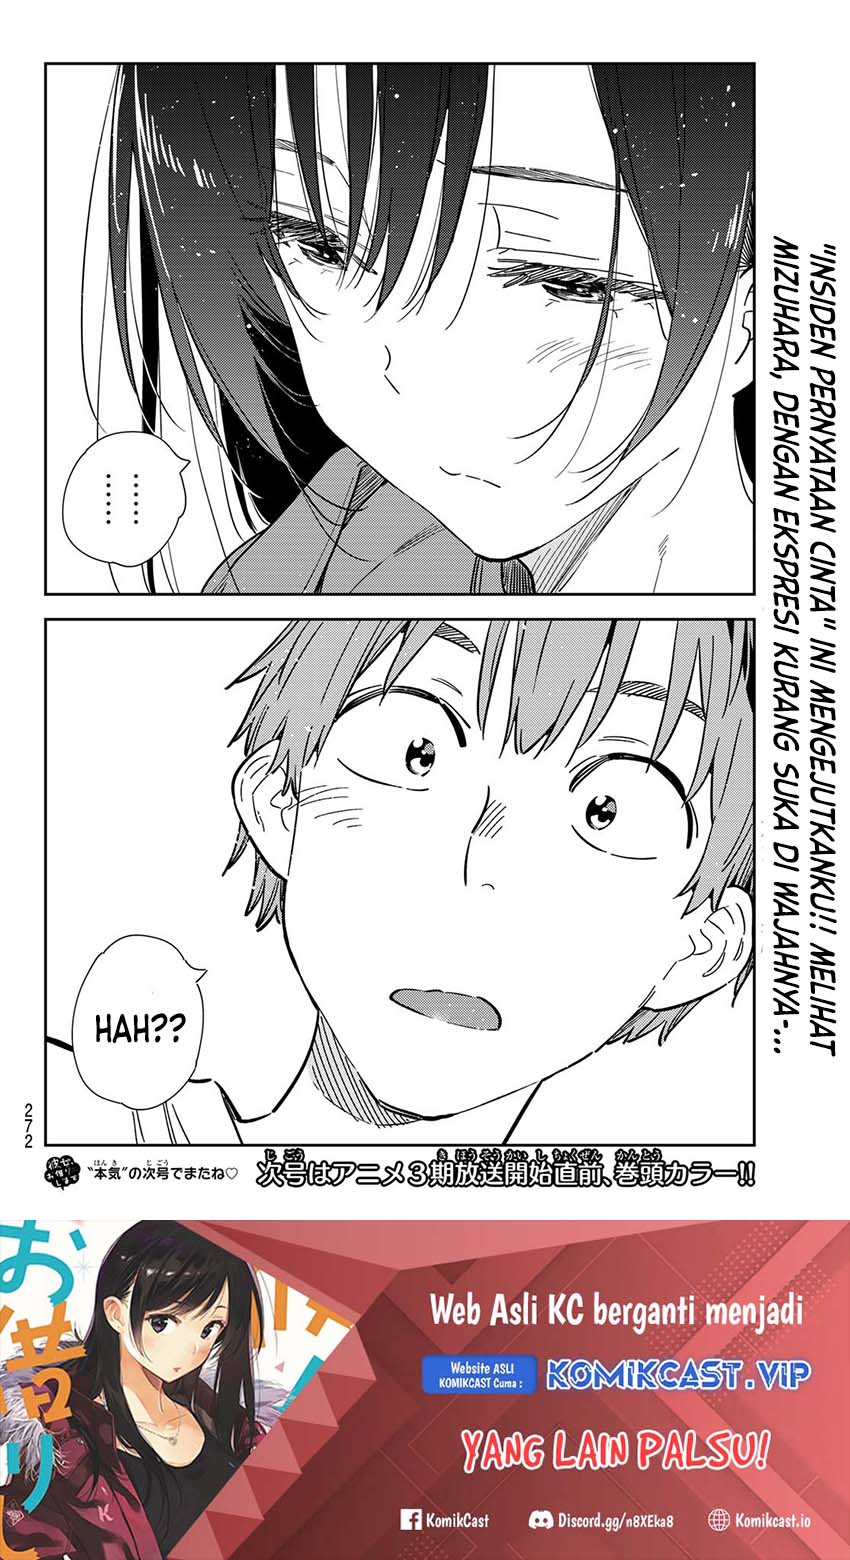 "INSIDEN PERNYATAAN CINTA" INI MENGEJUTKANKU!! MELIHAT
MIZUHARA, DENGAN EKSPRESI KURANG SUKA DI WAJAHNYA-...
……
……
HAH??
272
"本気"の次号でまたね♡
次号はアニメ3期放送開始直前、巻頭カラー!!
Web Asli KC berganti menjadi
Website ASLI
KOMIKCAST Cuma :
KOMIKCAST.VIP
YANG LAIN PALSU!
KomikCast
Discord.gg/n8XEka8
Komikcast.io